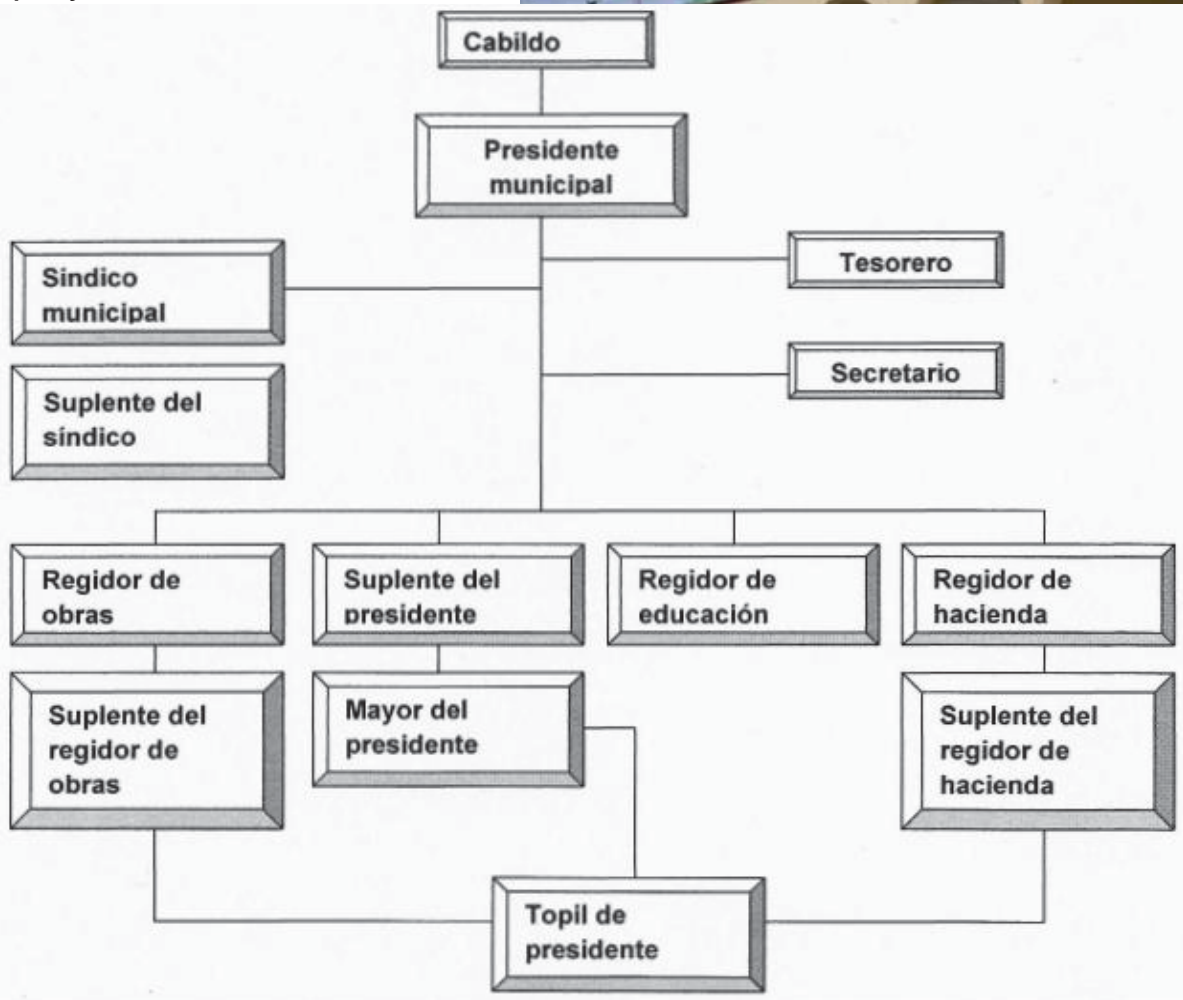 Cabildo
Presidente
municipal
Síndico
municipal
Tesorero
Suplente del
síndico
Secretario
Regidor de
obras
Suplente del
presidente
Regidor de
educación
Regidor de
hacienda
Suplente del
regidor de
obras
Mayor del
presidente
Suplente del
regidor de
hacienda
Topil de
presidente